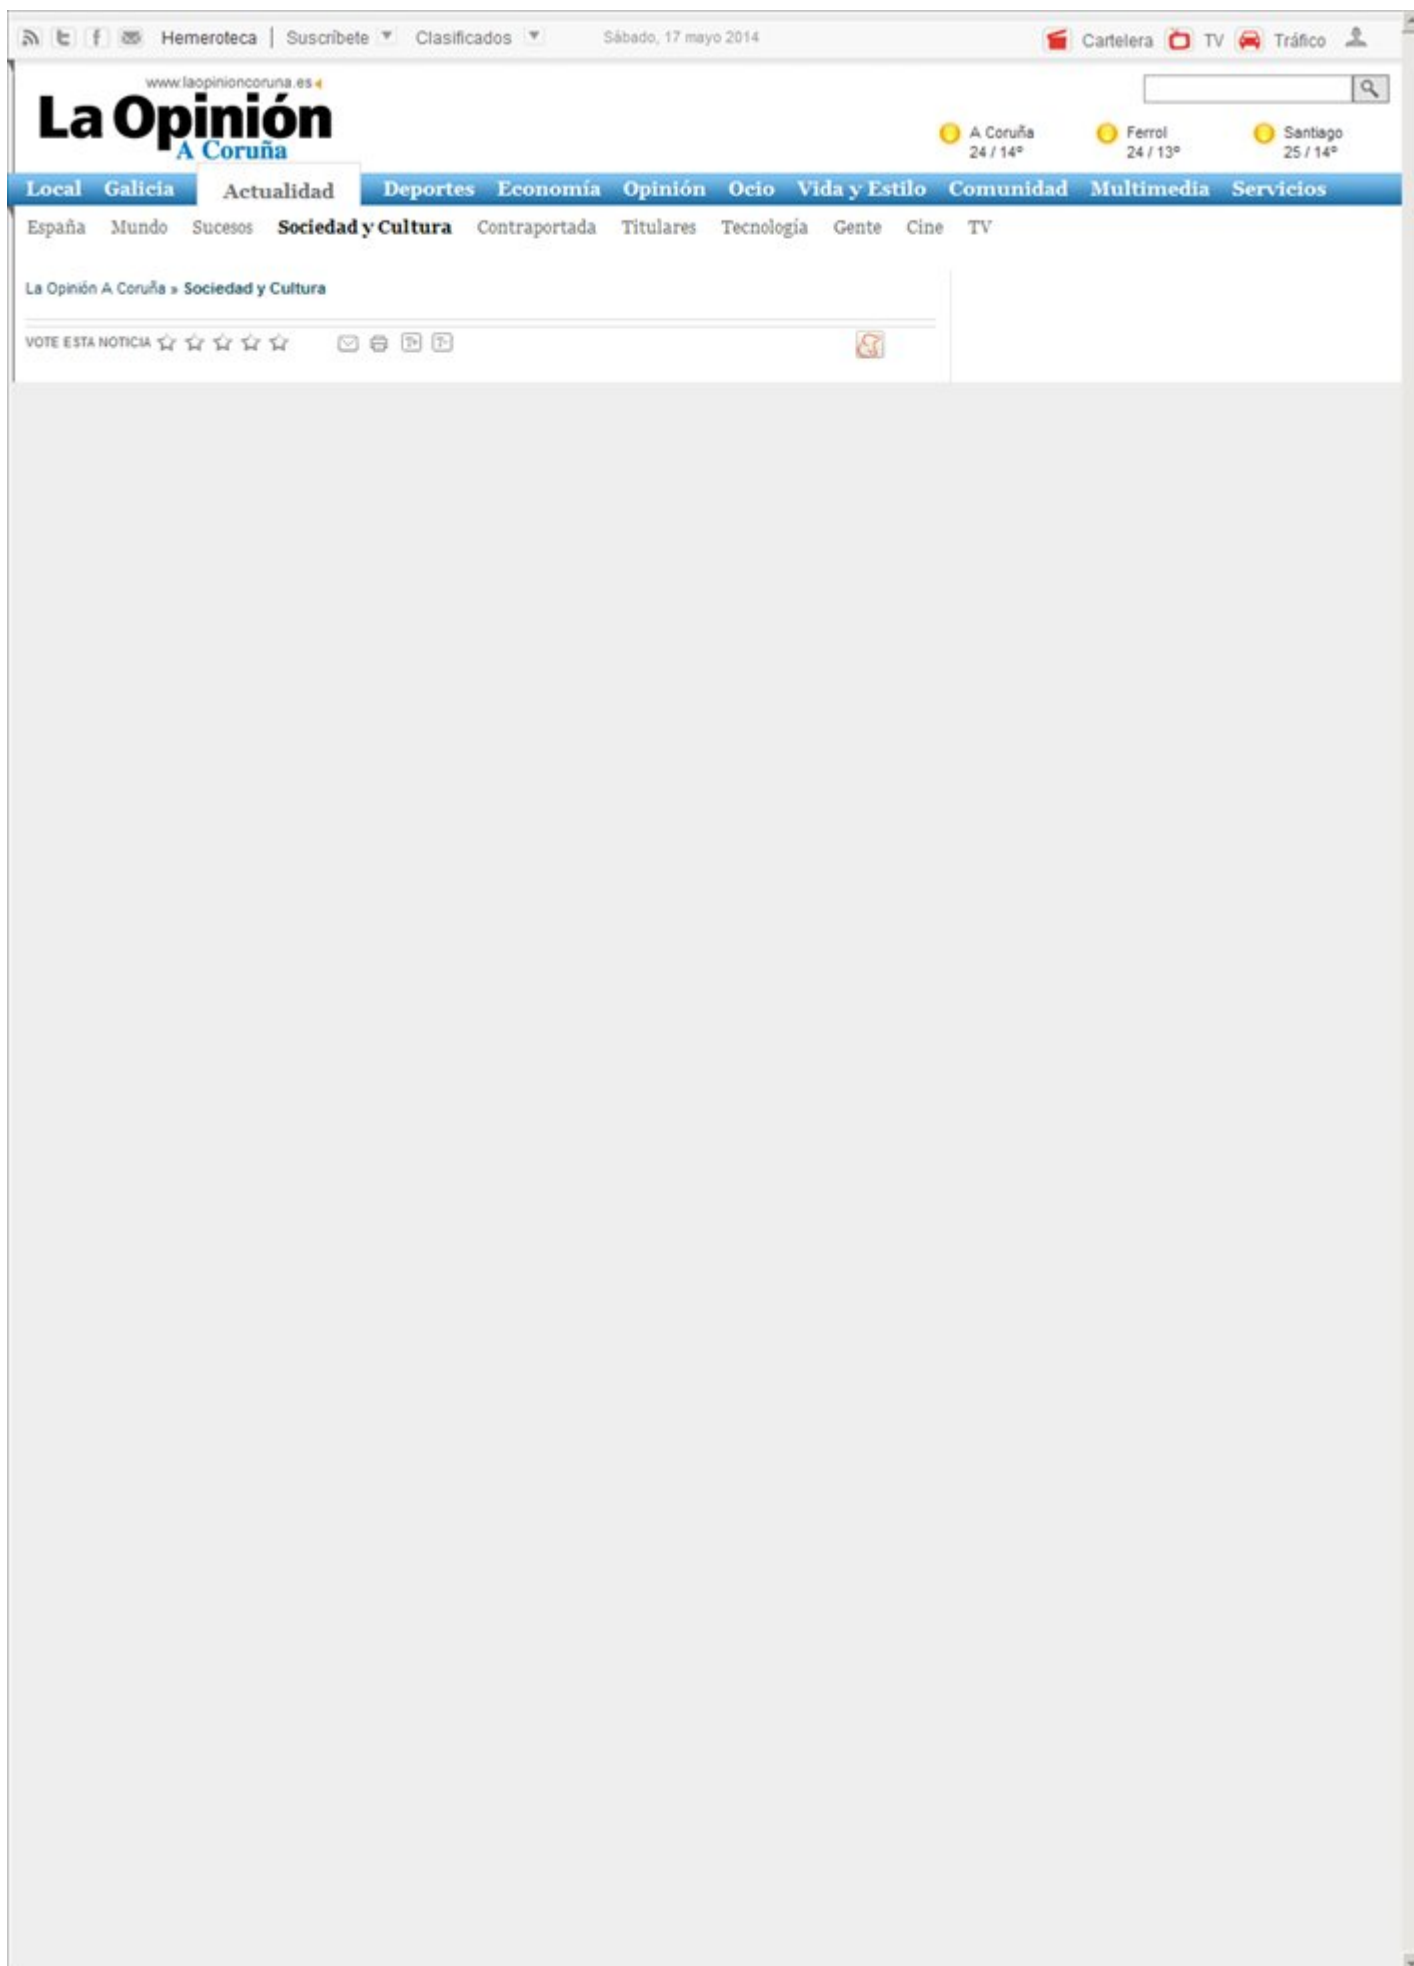 Hemeroteca | Suscríbete Clasificados Sábado, 17 mayo 2014 Cartelera TV Tráfico
www.laopinioncoruna.es
La Opinión
A Coruña
A Coruña Ferrol Santiago
24 / 14º 24 / 13º 25 / 14º
Local Galicia Actualidad Deportes Economía Opinión Ocio Vida y Estilo Comunidad Multimedia Servicios
España Mundo Sucesos Sociedad y Cultura Contraportada Titulares Tecnología Gente Cine TV
La Opinión A Coruña » Sociedad y Cultura
VOTE ESTA NOTICIA T+ T-